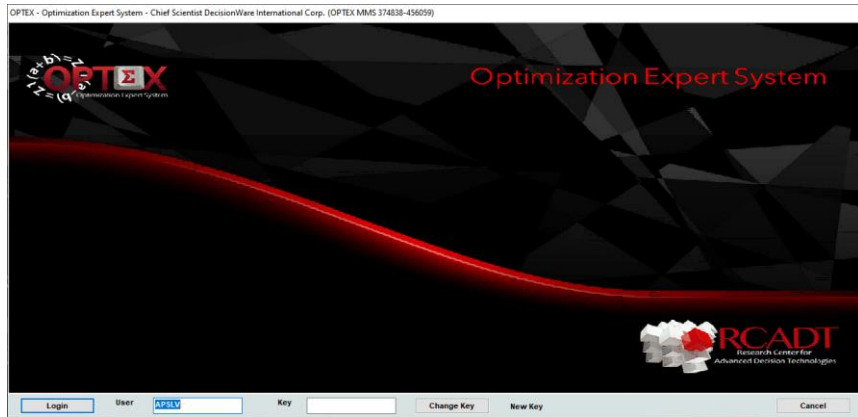 OPTEX - Optimization Expert System - Chief Scientist DecisionWare International Corp. (OPTEX MMS 374838-456059)
Optimization Expert System
OPTEX
Optimization Expert System
RCADT
Research Center for
Advanced Decision Technologies
Login User APSLV Key Change Key New Key Cancel